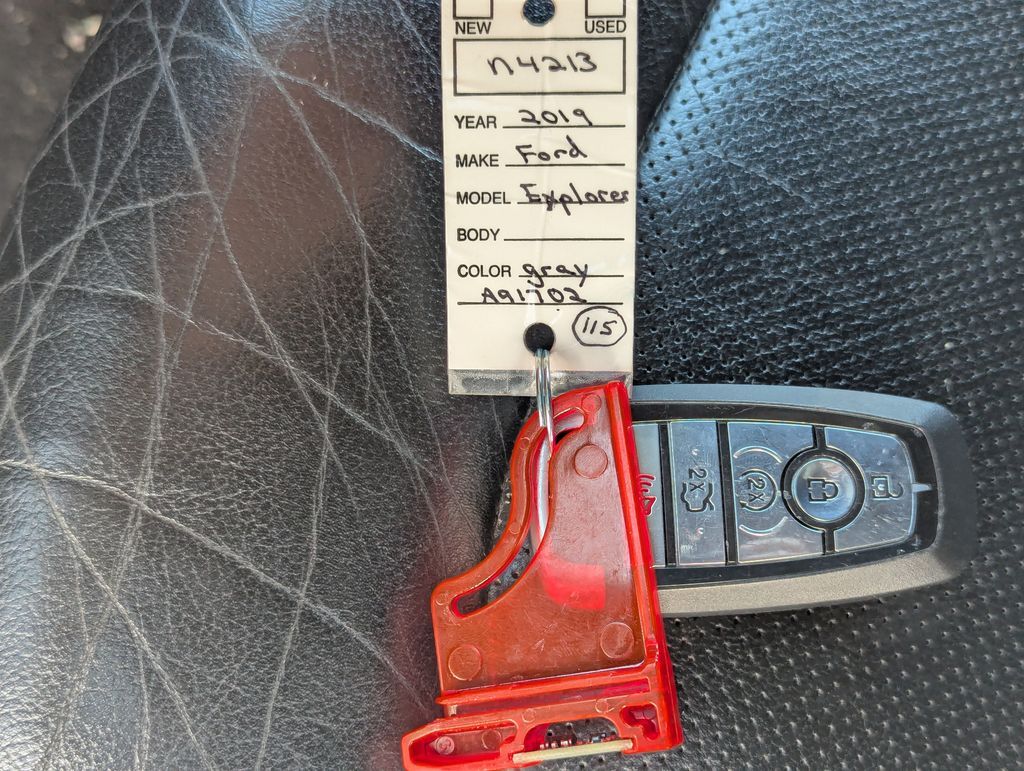 NEW USED
n4213
YEAR 2019
MAKE Ford
MODEL Explorer
BODY
COLOR gray
A91702
115
2X
2X